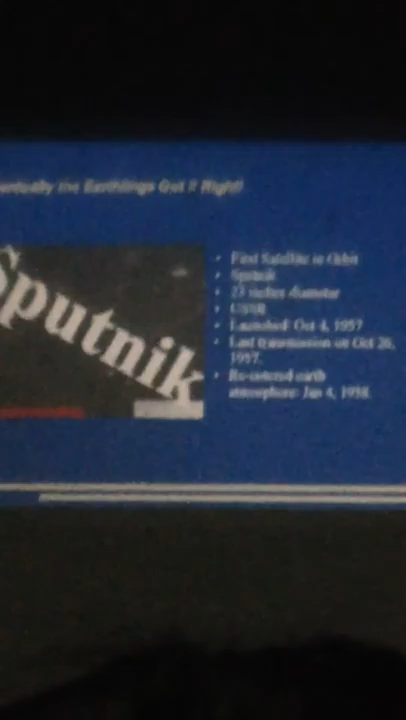 entually the Earthlings Got it Right!
Sputnik
First Satellite in Orbit
Sputnik
23 inches diameter
USSR
Launched: Oct 4, 1957
Last transmission on Oct 26,
1957.
Re-entered earth
atmosphere: Jan 4, 1958.